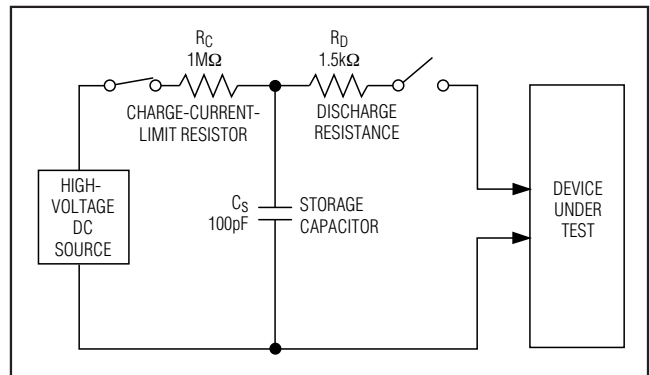 RC
1MΩ
CHARGE-CURRENT-
LIMIT RESISTOR
RD
1.5kΩ
DISCHARGE
RESISTANCE
HIGH-
VOLTAGE
DC
SOURCE
CS
100pF
STORAGE
CAPACITOR
DEVICE
UNDER
TEST